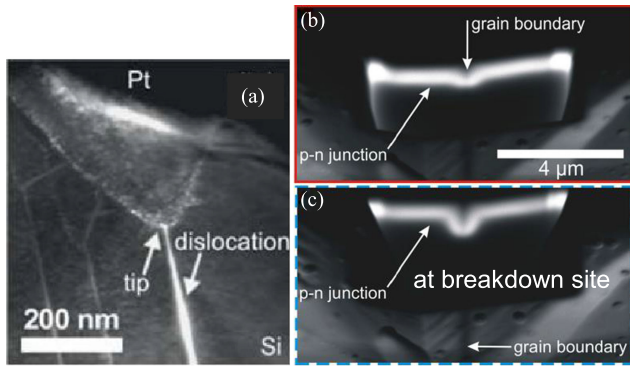 (a)
Pt
dislocation
tip
200 nm
Si
(b)
grain boundary
p-n junction
4 µm
(c)
p-n junction
at breakdown site
grain boundary